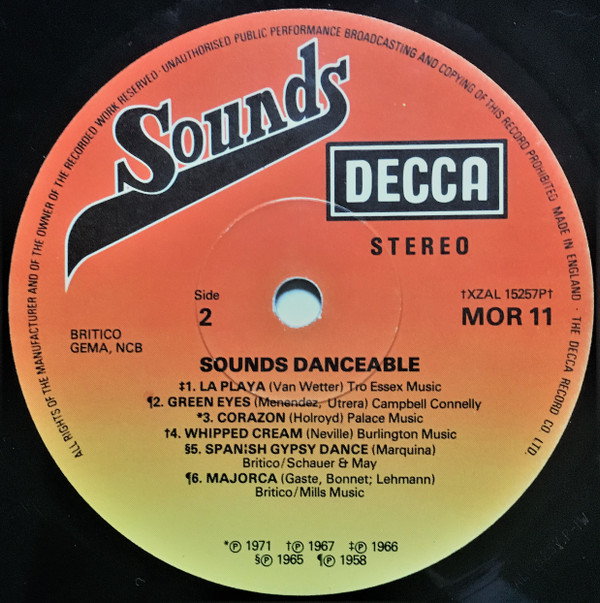 ALL RIGHTS OF THE MANUFACTURER AND OF THE OWNER OF THE RECORDED WORK RESERVED · UNAUTHORISED PUBLIC PERFORMANCE BROADCASTING AND COPYING OF THIS RECORD PROHIBITED MADE IN ENGLAND · THE DECCA RECORD CO LTD.
Sounds
DECCA
STEREO
Side
2
†XZAL 15257P†
MOR 11
BRITICO
GEMA, NCB
SOUNDS DANCEABLE
‡1. LA PLAYA (Van Wetter) Tro Essex Music
¶2. GREEN EYES (Menendez, Utrera) Campbell Connelly
*3. CORAZON (Holroyd) Palace Music
†4. WHIPPED CREAM (Neville) Burlington Music
§5. SPANISH GYPSY DANCE (Marquina)
Britico/Schauer & May
¶6. MAJORCA (Gaste, Bonnet; Lehmann)
Britico/Mills Music
*℗ 1971 †℗ 1967 ‡℗ 1966
§℗ 1965 ¶℗ 1958